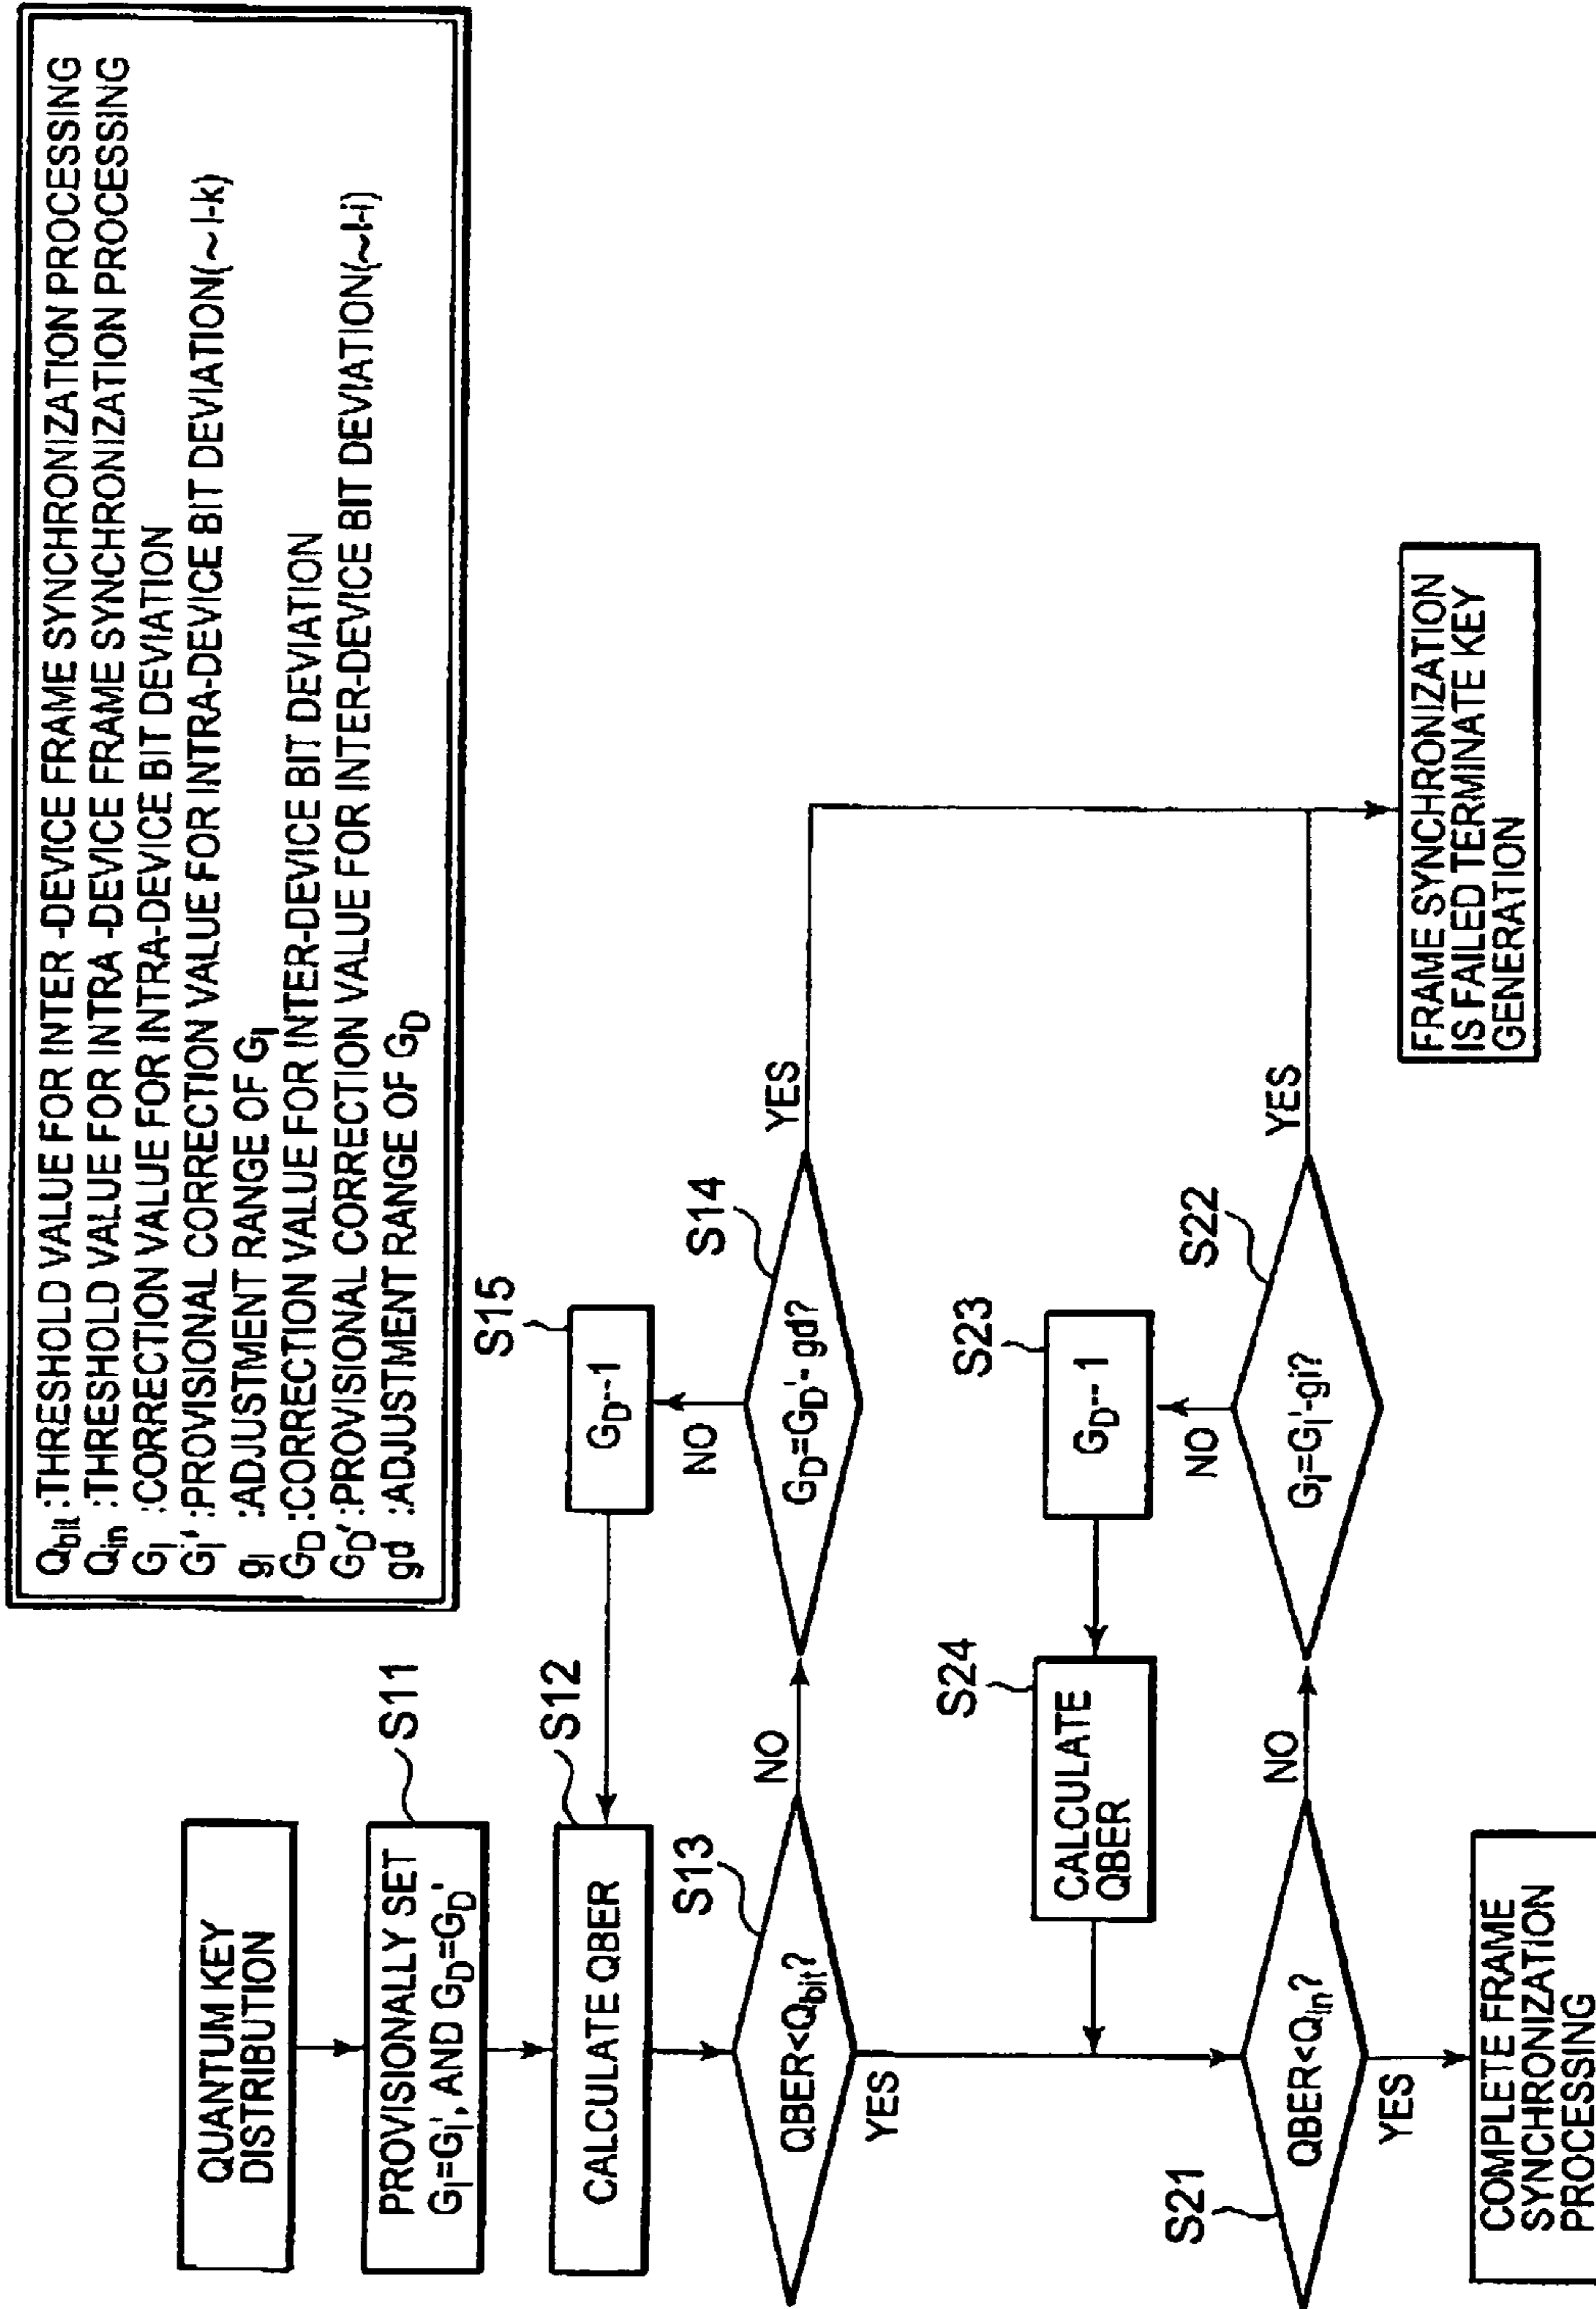 Qbit :THRESHOLD VALUE FOR INTER -DEVICE FRAME SYNCHRONIZATION PROCESSING
Qin :THRESHOLD VALUE FOR INTRA -DEVICE FRAME SYNCHRONIZATION PROCESSING
GI :CORRECTION VALUE FOR INTRA-DEVICE BIT DEVIATION
GI' :PROVISIONAL CORRECTION VALUE FOR INTRA-DEVICE BIT DEVIATION(~I-k)
gI :ADJUSTMENT RANGE OF GI
GD :CORRECTION VALUE FOR INTER-DEVICE BIT DEVIATION
GD' :PROVISIONAL CORRECTION VALUE FOR INTER-DEVICE BIT DEVIATION(~I-i)
gd :ADJUSTMENT RANGE OF GD
QUANTUM KEY
DISTRIBUTION
S11
PROVISIONALLY SET
GI=GI', AND GD=GD'
S12
CALCULATE QBER
S15
GD--1
S13
QBER<Qbit?
NO
YES
S14
GD=GD'- gd?
NO
YES
S24
CALCULATE
QBER
S23
GD--1
S21
QBER<Qin?
NO
YES
S22
GI=GI'-gi?
NO
YES
COMPLETE FRAME
SYNCHRONIZATION
PROCESSING
FRAME SYNCHRONIZATION
IS FAILED TERMINATE KEY
GENERATION